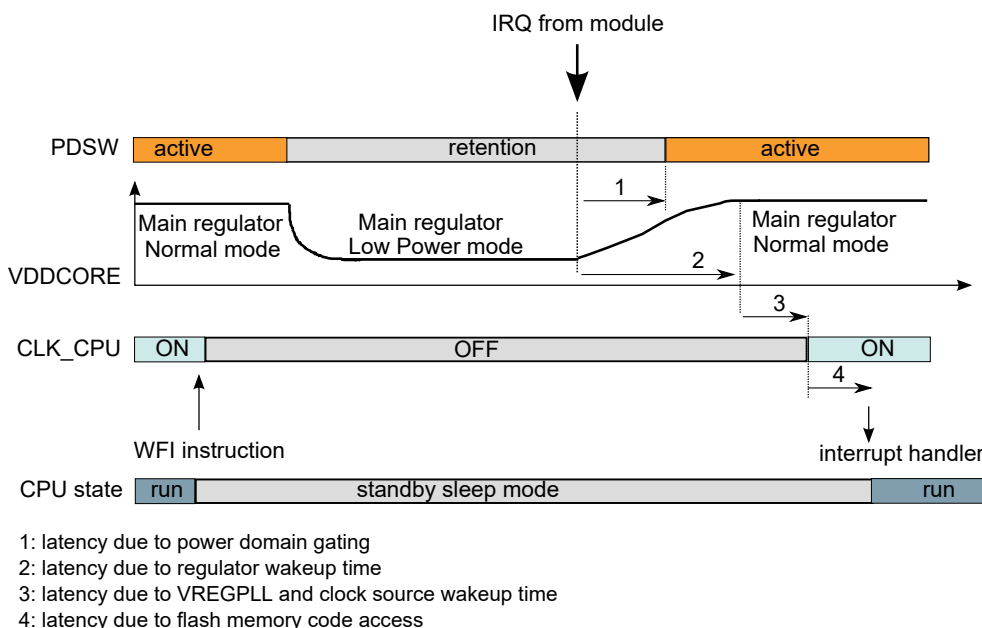 IRQ from module
PDSW
active
retention
active
1
Main regulator
Normal mode
Main regulator
Low Power mode
Main regulator
Normal mode
2
VDDCORE
3
CLK_CPU
ON
OFF
ON
4
WFI instruction
interrupt handler
CPU state
run
standby sleep mode
run
1: latency due to power domain gating
2: latency due to regulator wakeup time
3: latency due to VREGPLL and clock source wakeup time
4: latency due to flash memory code access